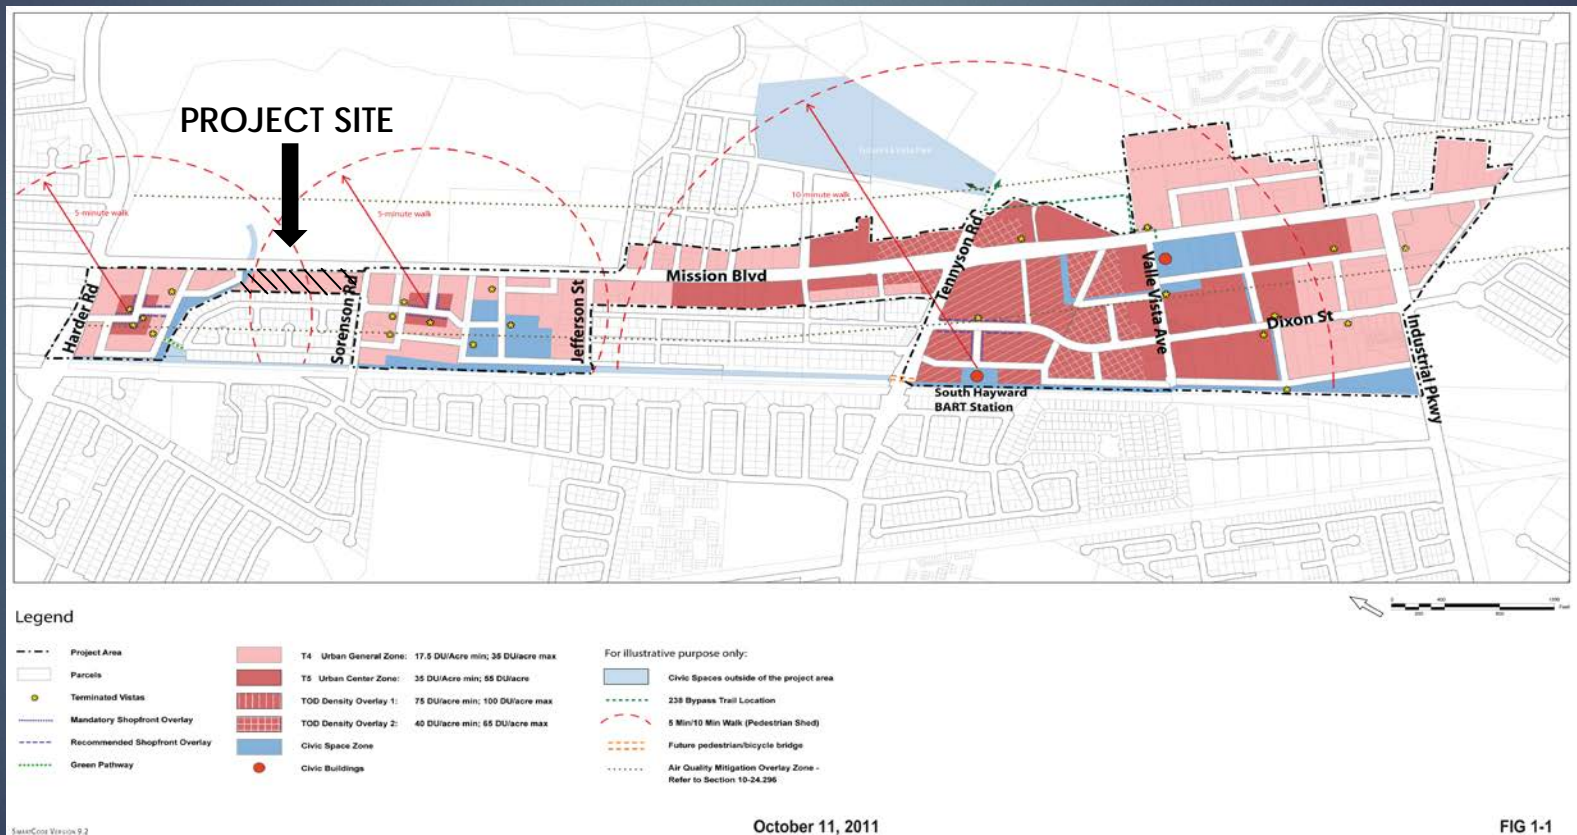 PROJECT SITE
5-minute walk
5-minute walk
10-minute walk
Harder Rd
Sorenson Rd
Jefferson St
Mission Blvd
Tennyson Rd
Valle Vista Ave
Dixon St
Industrial Pkwy
South Hayward
BART Station
Legend
Project Area
Parcels
Terminated Vistas
Mandatory Shopfront Overlay
Recommended Shopfront Overlay
Green Pathway
T4 Urban General Zone: 17.5 DU/Acre min; 35 DU/acre max
T5 Urban Center Zone: 35 DU/Acre min; 55 DU/acre
TOD Density Overlay 1: 75 DU/acre min; 100 DU/acre max
TOD Density Overlay 2: 40 DU/acre min; 65 DU/acre max
Civic Space Zone
Civic Buildings
For illustrative purpose only:
Civic Spaces outside of the project area
238 Bypass Trail Location
5 Min/10 Min Walk (Pedestrian Shed)
Future pedestrian/bicycle bridge
Air Quality Mitigation Overlay Zone -
Refer to Section 10-24.296
Feet
SmartCode Version 9.2
October 11, 2011
FIG 1-1